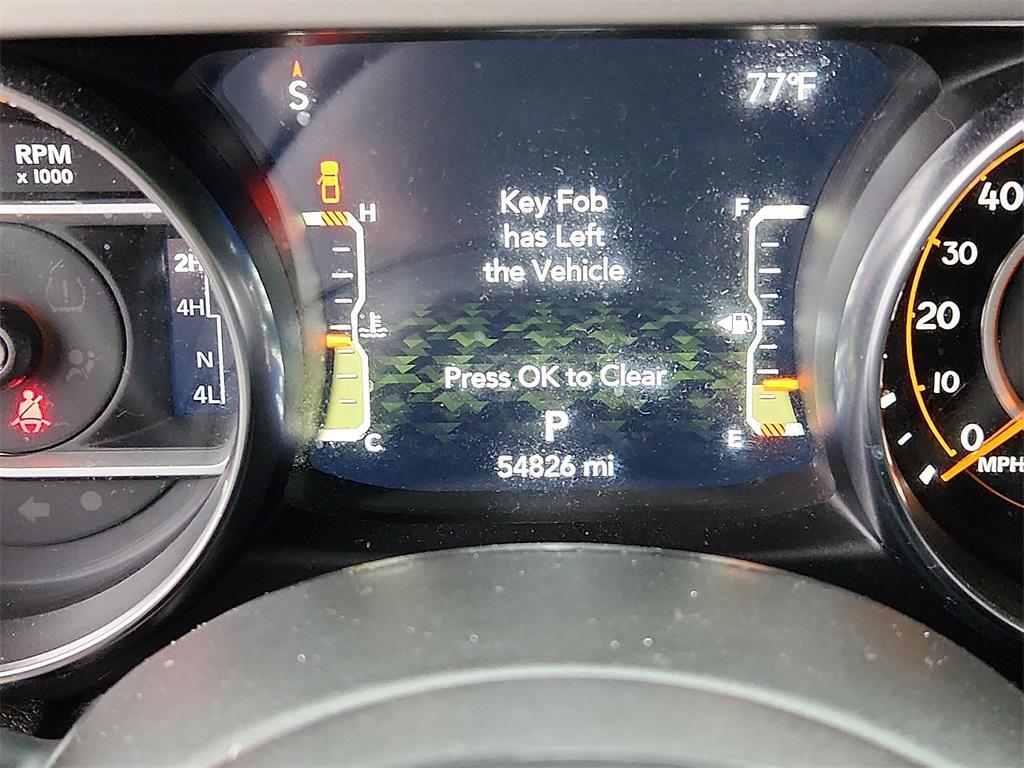 S
77°F
RPM
x 1000
H
Key Fob
has Left
the Vehicle
F
2H
4H
N
4L
Press OK to Clear
C
P
E
54826 mi
40
30
20
10
0
MPH